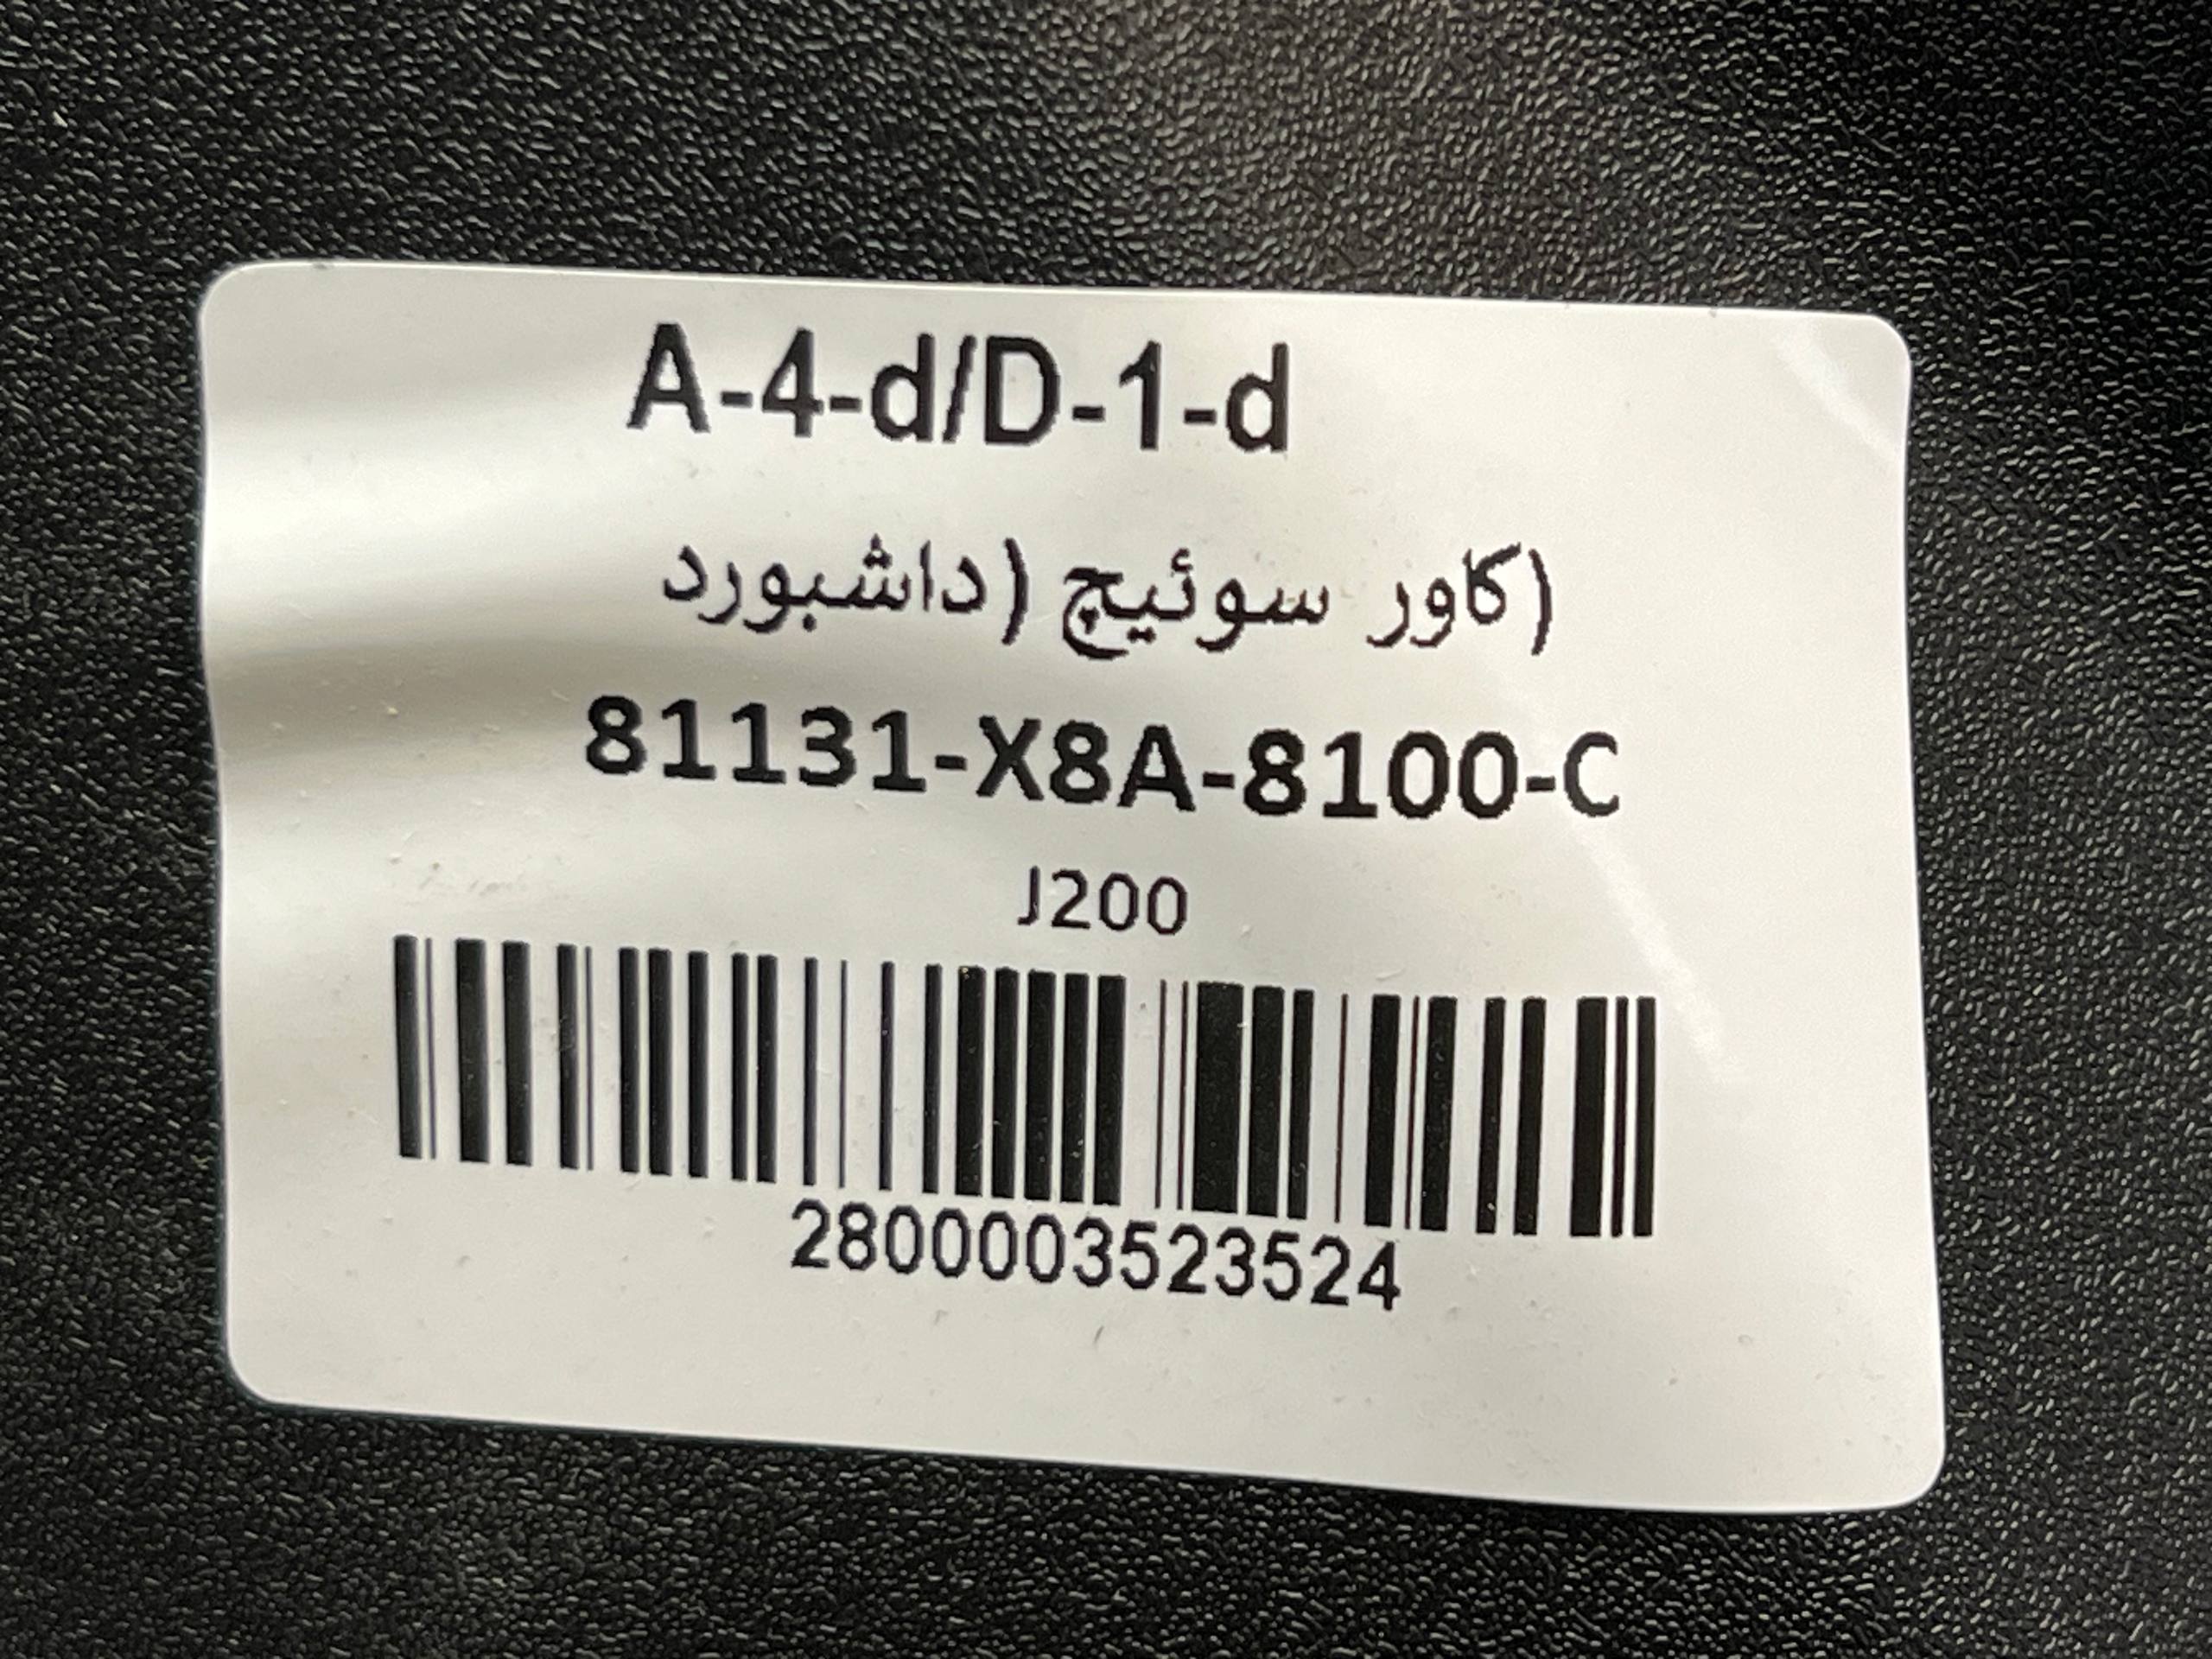 A-4-d/D-1-d
(کاور سوئیچ (داشبورد
81131-X8A-8100-C
J200
2800003523524